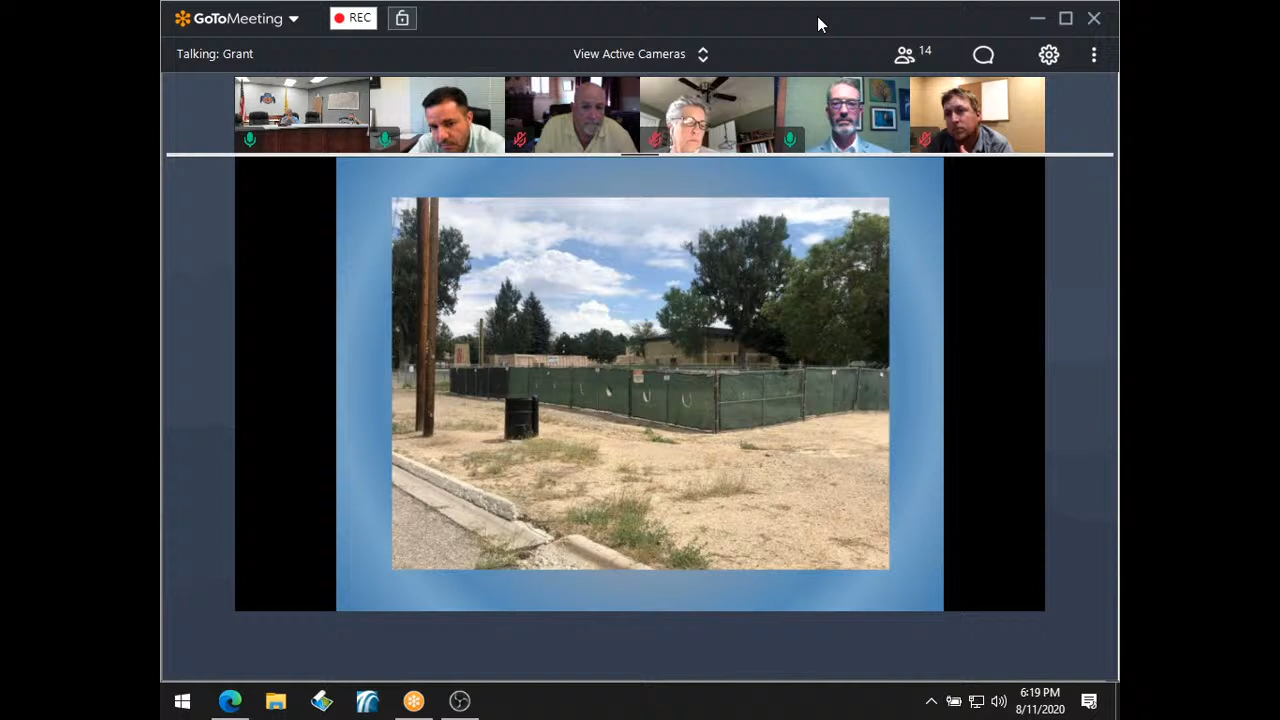 GoToMeeting
REC
Talking: Grant
View Active Cameras
14
6:19 PM
8/11/2020